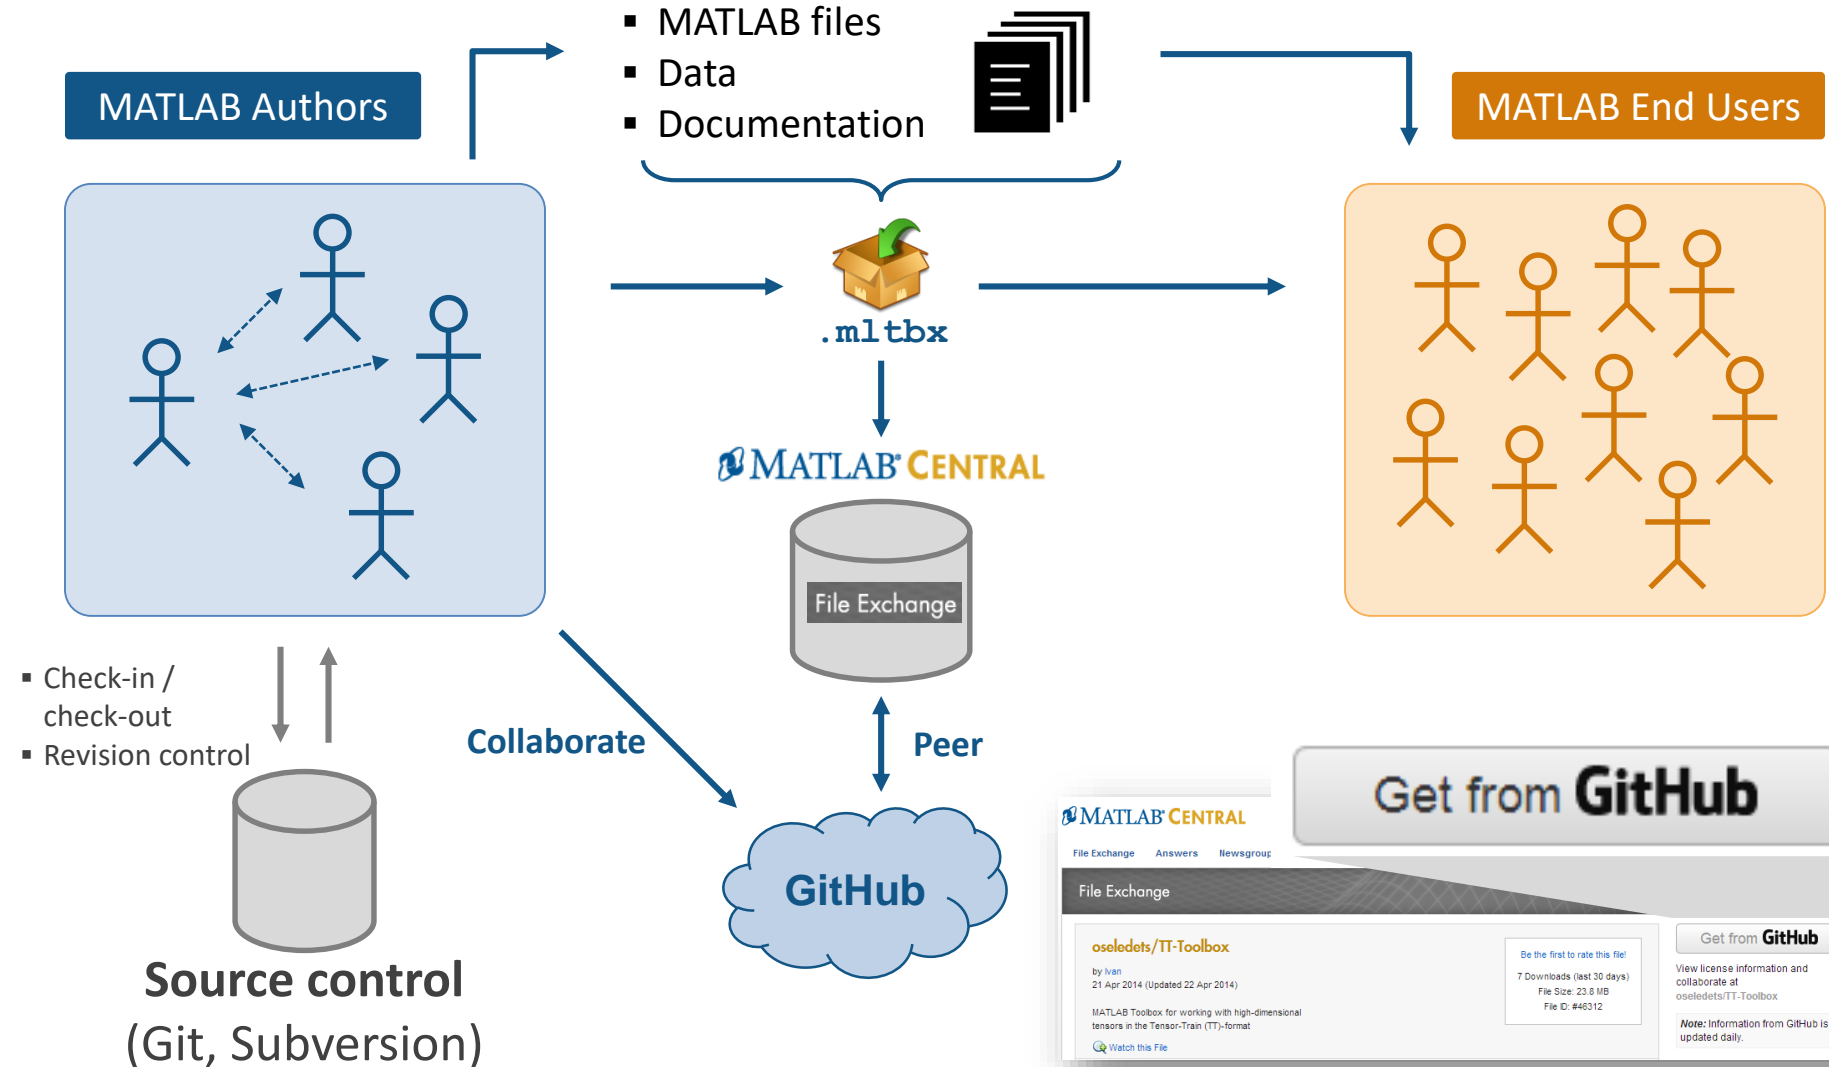 ▪ MATLAB files
▪ Data
▪ Documentation
MATLAB Authors
MATLAB End Users
.mltbx
MATLAB® CENTRAL
File Exchange
▪ Check-in /
check-out
▪ Revision control
Collaborate
Peer
GitHub
Source control
(Git, Subversion)
Get from GitHub
MATLAB® CENTRAL
File Exchange Answers Newsgroup
File Exchange
oseledets/TT-Toolbox
by Ivan
21 Apr 2014 (Updated 22 Apr 2014)
MATLAB Toolbox for working with high-dimensional
tensors in the Tensor-Train (TT)-format
Watch this File
Be the first to rate this file!
7 Downloads (last 30 days)
File Size: 23.8 MB
File ID: #46312
Get from GitHub
View license information and
collaborate at
oseledets/TT-Toolbox
Note: Information from GitHub is
updated daily.